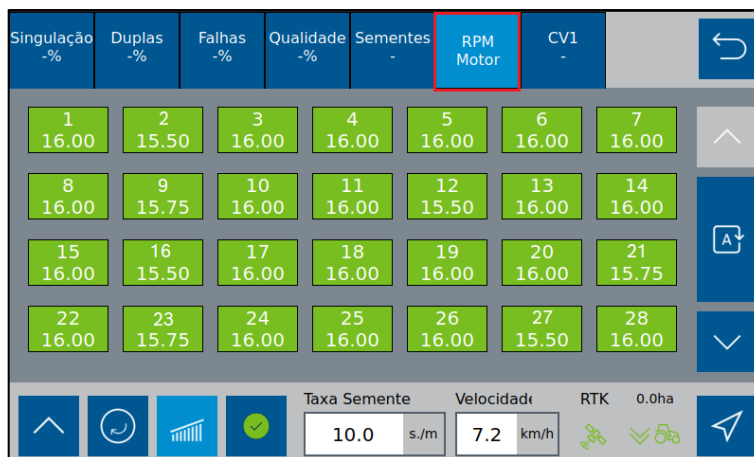 Singulação Duplas Falhas Qualidade Sementes RPM CV1
-% -% -% -% - Motor -
1 2 3 4 5 6 7
16.00 15.50 16.00 16.00 16.00 16.00 16.00
8 9 10 11 12 13 14
16.00 15.75 16.00 16.00 15.50 16.00 16.00
15 16 17 18 19 20 21
16.00 15.50 16.00 16.00 16.00 16.00 15.75
22 23 24 25 26 27 28
16.00 15.75 16.00 16.00 16.00 15.50 16.00
A
Taxa Semente Velocidade RTK 0.0ha
10.0 s./m 7.2 km/h